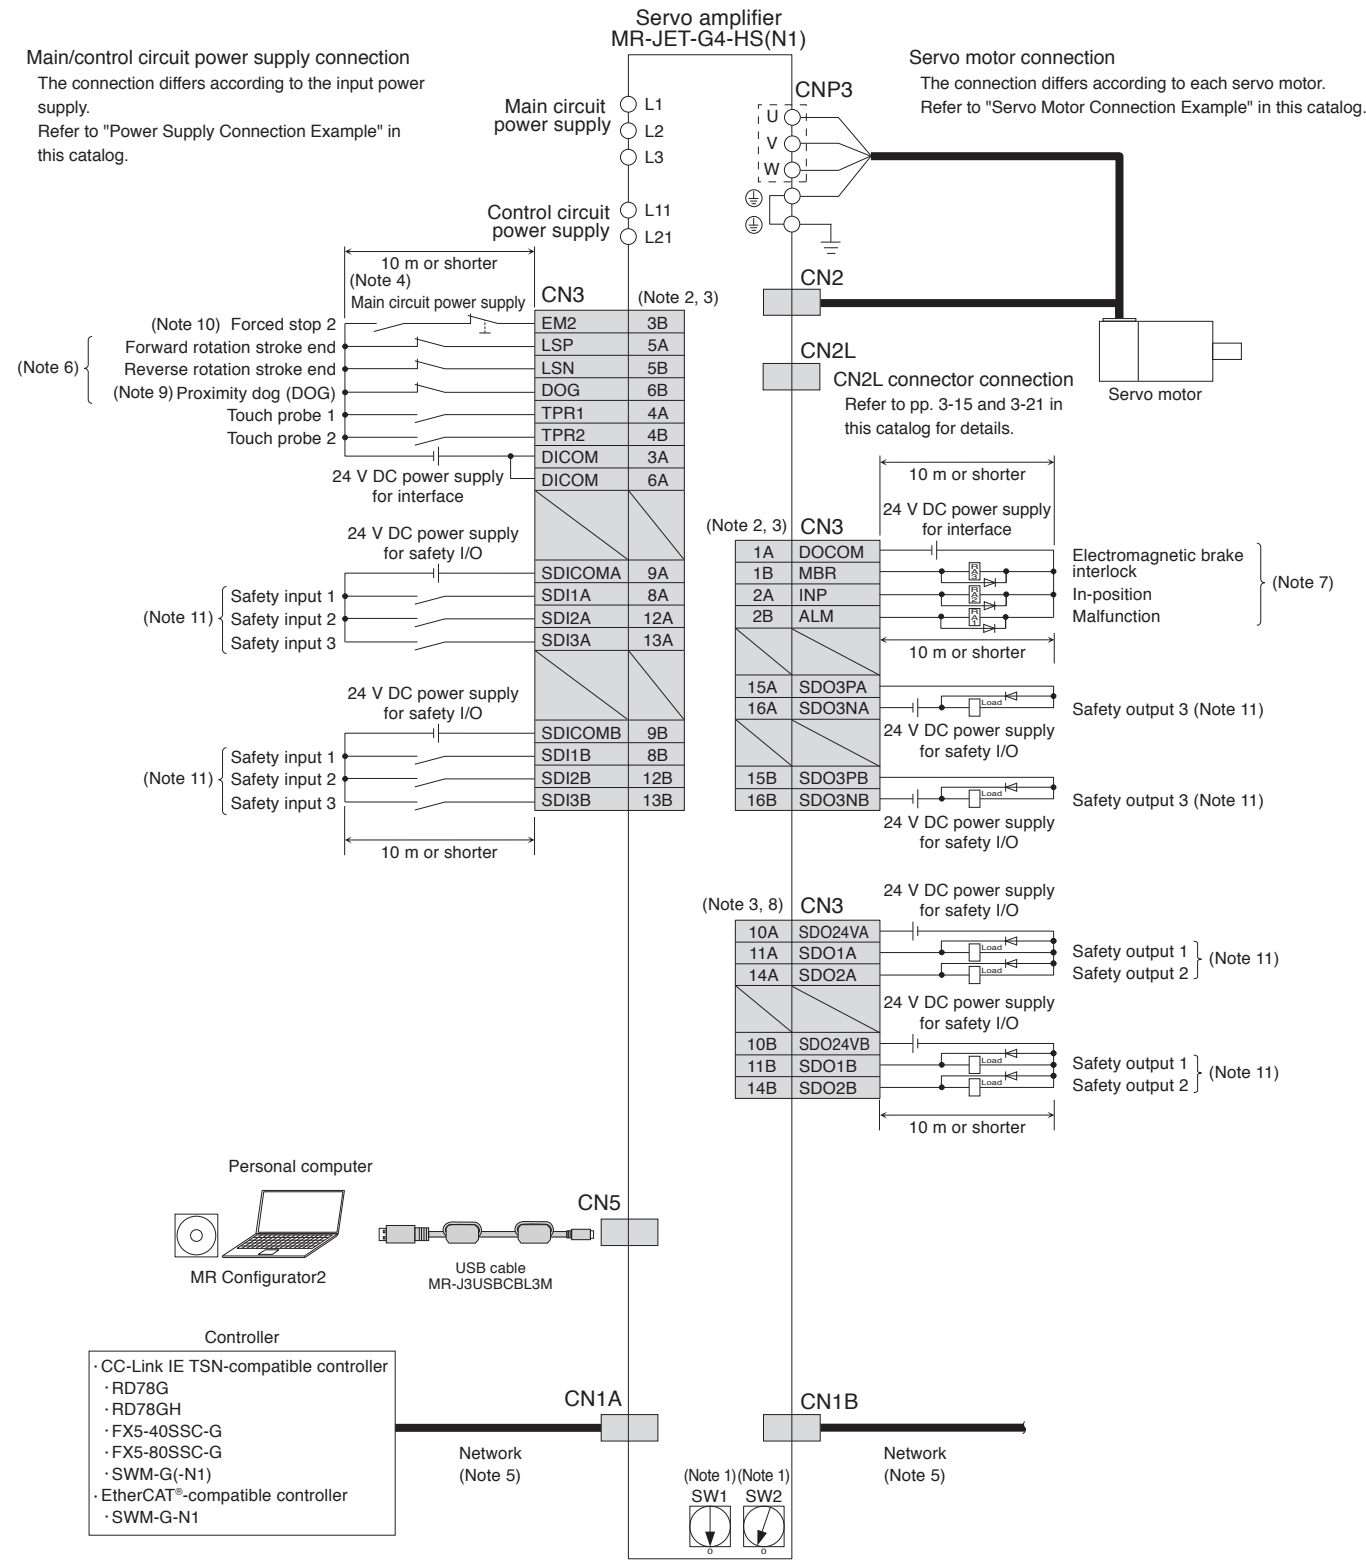 Servo amplifier
MR-JET-G4-HS(N1)
Main/control circuit power supply connection
The connection differs according to the input power
supply.
Refer to "Power Supply Connection Example" in
this catalog.
Servo motor connection
The connection differs according to each servo motor.
Refer to "Servo Motor Connection Example" in this catalog.
Main circuit
power supply
L1
L2
L3
Control circuit
power supply
L11
L21
CNP3
U
V
W
CN2
CN2L
CN2L connector connection
Refer to pp. 3-15 and 3-21 in
this catalog for details.
Servo motor
10 m or shorter
(Note 4)
Main circuit power supply
CN3
(Note 2, 3)
(Note 10) Forced stop 2
EM2 3B
(Note 6)
Forward rotation stroke end
LSP 5A
Reverse rotation stroke end
LSN 5B
(Note 9) Proximity dog (DOG)
DOG 6B
Touch probe 1
TPR1 4A
Touch probe 2
TPR2 4B
DICOM 3A
24 V DC power supply
for interface
DICOM 6A
24 V DC power supply
for safety I/O
SDICOMA 9A
(Note 11)
Safety input 1
SDI1A 8A
Safety input 2
SDI2A 12A
Safety input 3
SDI3A 13A
24 V DC power supply
for safety I/O
SDICOMB 9B
(Note 11)
Safety input 1
SDI1B 8B
Safety input 2
SDI2B 12B
Safety input 3
SDI3B 13B
10 m or shorter
10 m or shorter
24 V DC power supply
for interface
(Note 2, 3)
CN3
1A DOCOM
1B MBR
RA3
Electromagnetic brake
interlock
2A INP
RA2
In-position
2B ALM
RA1
Malfunction
(Note 7)
10 m or shorter
15A SDO3PA
16A SDO3NA
Load
Safety output 3 (Note 11)
24 V DC power supply
for safety I/O
15B SDO3PB
16B SDO3NB
Load
Safety output 3 (Note 11)
24 V DC power supply
for safety I/O
24 V DC power supply
for safety I/O
(Note 3, 8)
CN3
10A SDO24VA
11A SDO1A
Load
Safety output 1
14A SDO2A
Load
Safety output 2
(Note 11)
24 V DC power supply
for safety I/O
10B SDO24VB
11B SDO1B
Load
Safety output 1
14B SDO2B
Load
Safety output 2
(Note 11)
10 m or shorter
Personal computer
MR Configurator2
USB cable
MR-J3USBCBL3M
CN5
Controller
·CC-Link IE TSN-compatible controller
·RD78G
·RD78GH
·FX5-40SSC-G
·FX5-80SSC-G
·SWM-G(-N1)
·EtherCAT®-compatible controller
·SWM-G-N1
CN1A
Network
(Note 5)
CN1B
Network
(Note 5)
(Note 1) (Note 1)
SW1 SW2
0 0